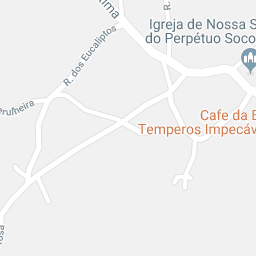 Igreja de Nossa S
do Perpétuo Soco
R. dos Eucaliptos
Cafe da
Temperos Impecáv